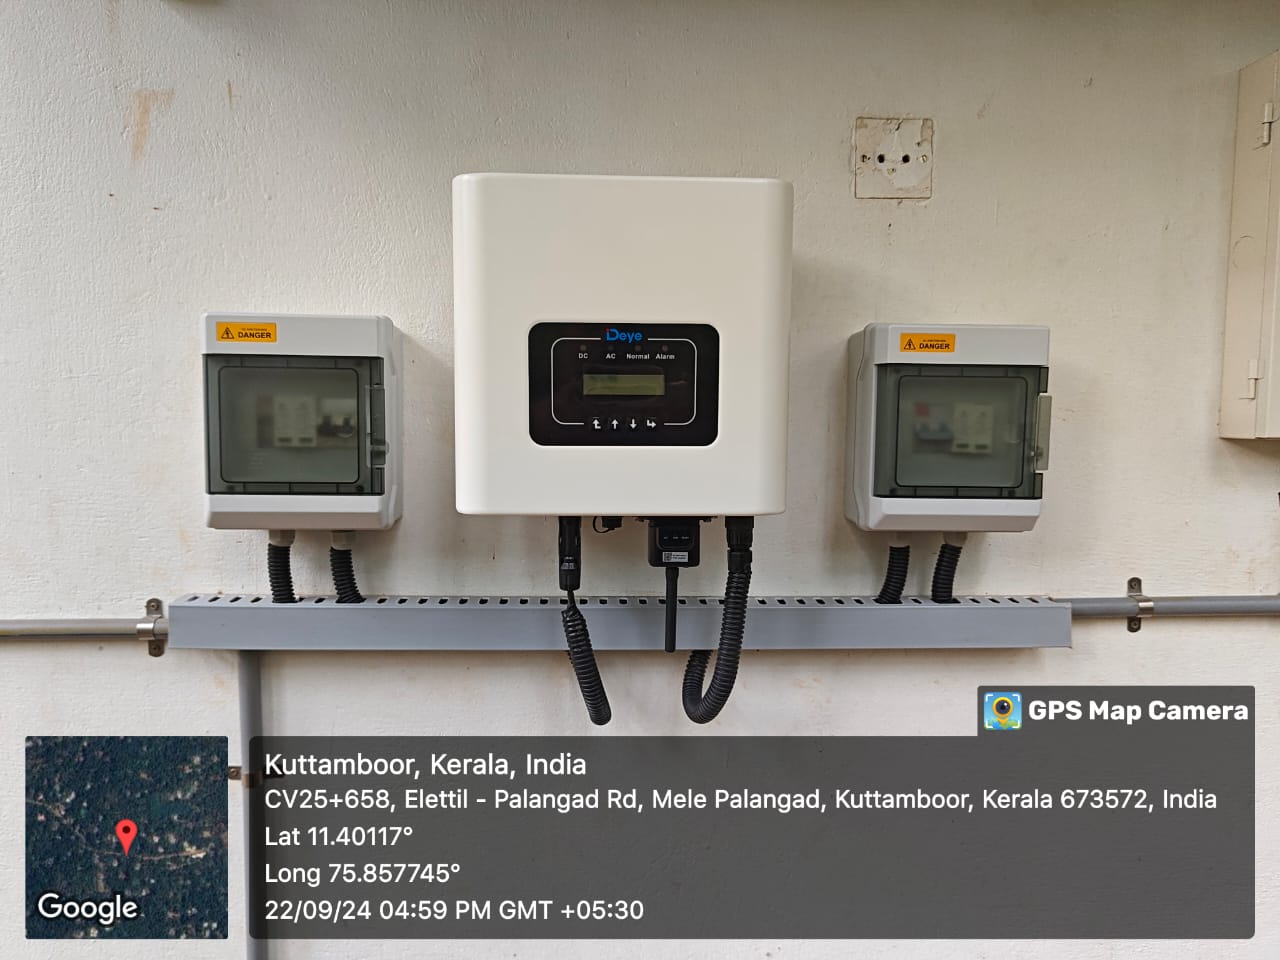 DANGER
Deye
DC AC Normal Alarm
DANGER
GPS Map Camera
Kuttamboor, Kerala, India
CV25+658, Elettil - Palangad Rd, Mele Palangad, Kuttamboor, Kerala 673572, India
Lat 11.40117°
Long 75.857745°
22/09/24 04:59 PM GMT +05:30
Google